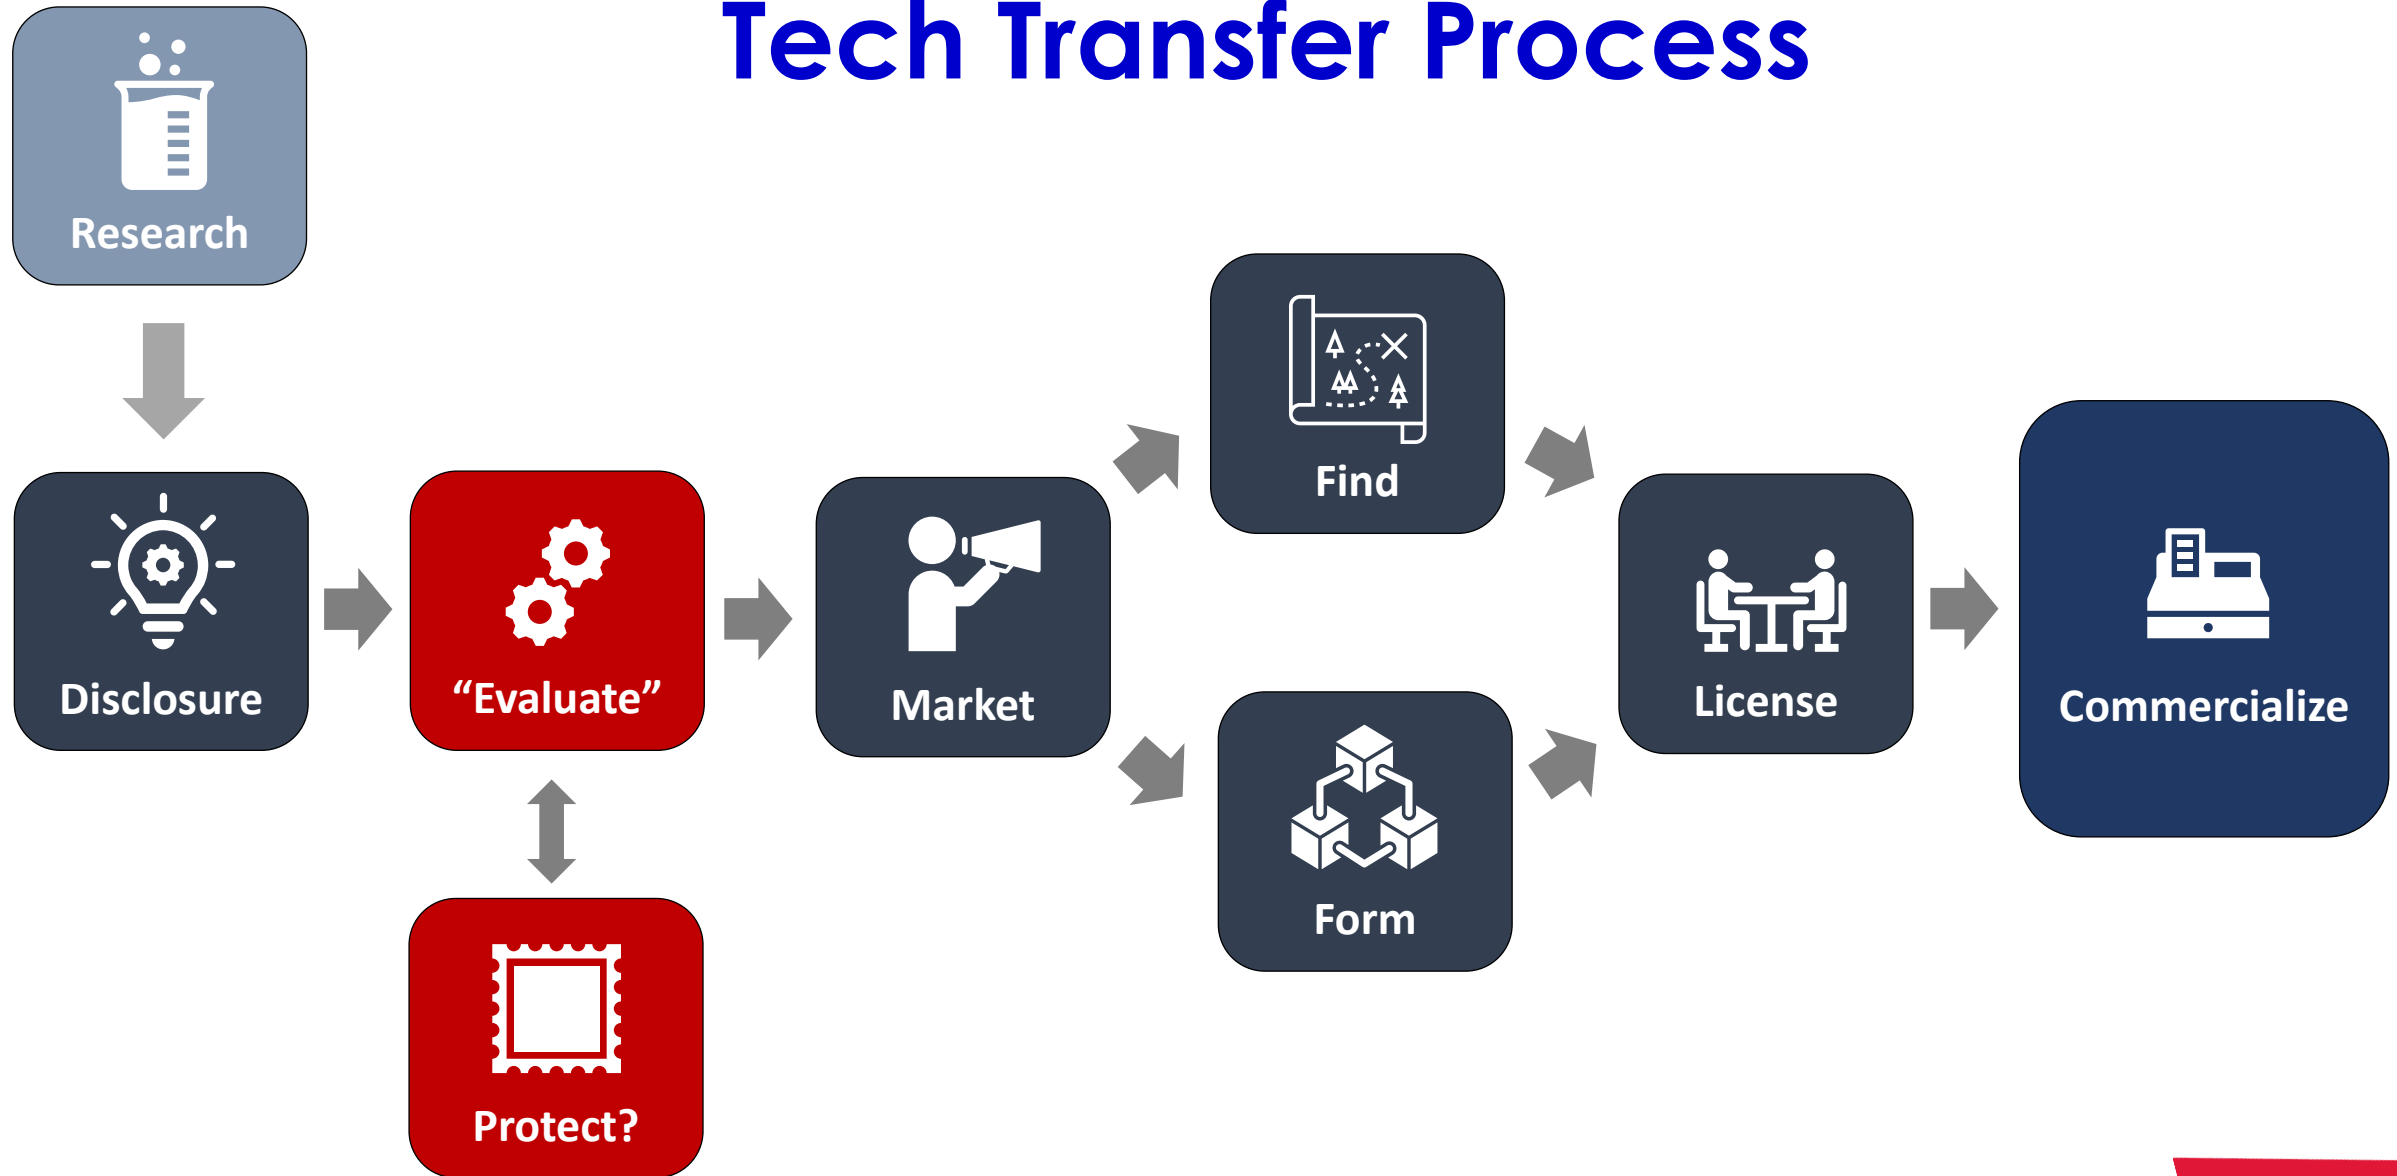 Tech Transfer Process
Research
Disclosure
“Evaluate”
Protect?
Market
Find
Form
License
Commercialize